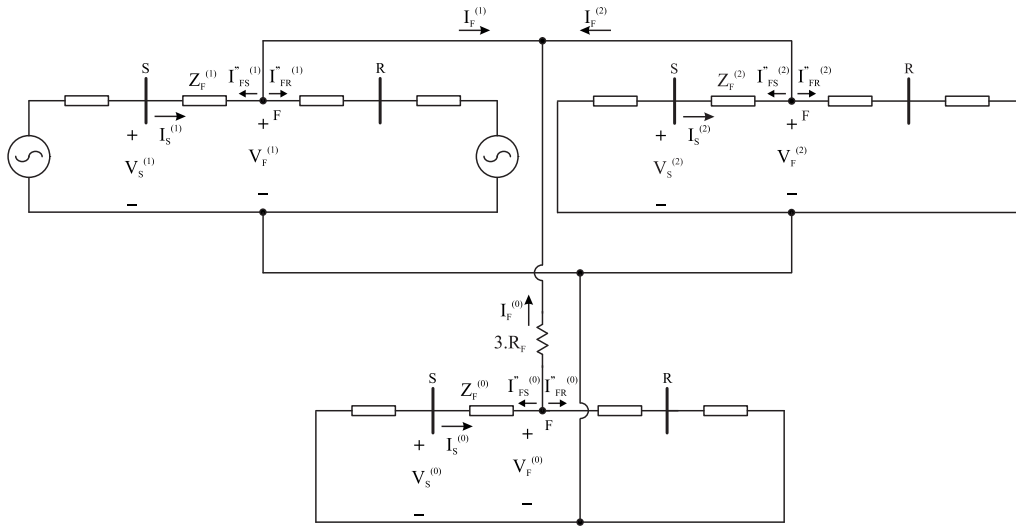 I_F^(1) I_F^(2)
S Z_F^(1) I"_FS^(1) I"_FR^(1) R
F
+ I_S^(1) +
V_S^(1) V_F^(1)
− −
S Z_F^(2) I"_FS^(2) I"_FR^(2) R
F
+ I_S^(2) +
V_S^(2) V_F^(2)
− −
I_F^(0)
3.R_F
S Z_F^(0) I"_FS^(0) I"_FR^(0) R
F
+ I_S^(0) +
V_S^(0) V_F^(0)
− −